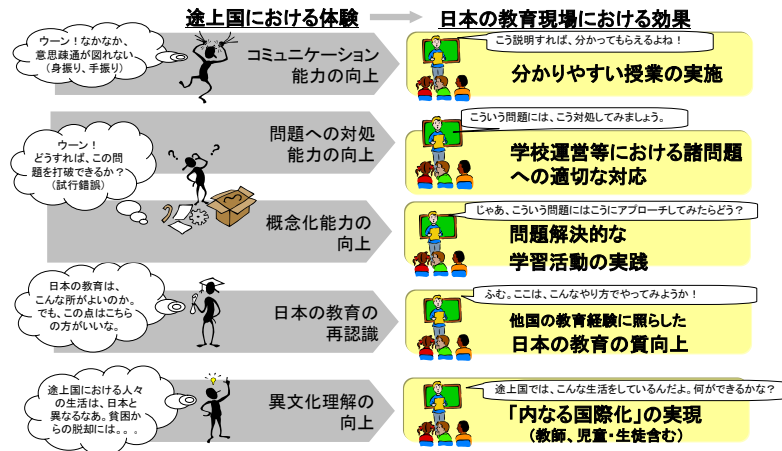 途上国における体験
日本の教育現場における効果
ウーン！なかなか、
意思疎通が図れない
（身振り、手振り）
コミュニケーション
能力の向上
こう説明すれば、分かってもらえるよね！
分かりやすい授業の実施
ウーン！
どうすれば、この問
題を打破できるか？
（試行錯誤）
問題への対処
能力の向上
こういう問題には、こう対処してみましょう。
学校運営等における諸問題
への適切な対応
概念化能力の
向上
じゃあ、こういう問題にはこうにアプローチしてみたらどう？
問題解決的な
学習活動の実践
日本の教育は、
こんな所がよいのか。
でも、この点はこちら
の方がいいな。
日本の教育の
再認識
ふむ。ここは、こんなやり方でやってみようか！
他国の教育経験に照らした
日本の教育の質向上
途上国における人々
の生活は、日本と
異なるなあ。貧困か
らの脱却には。。。
異文化理解の
向上
途上国では、こんな生活をしているんだよ。何ができるかな？
「内なる国際化」の実現
（教師、児童・生徒含む）